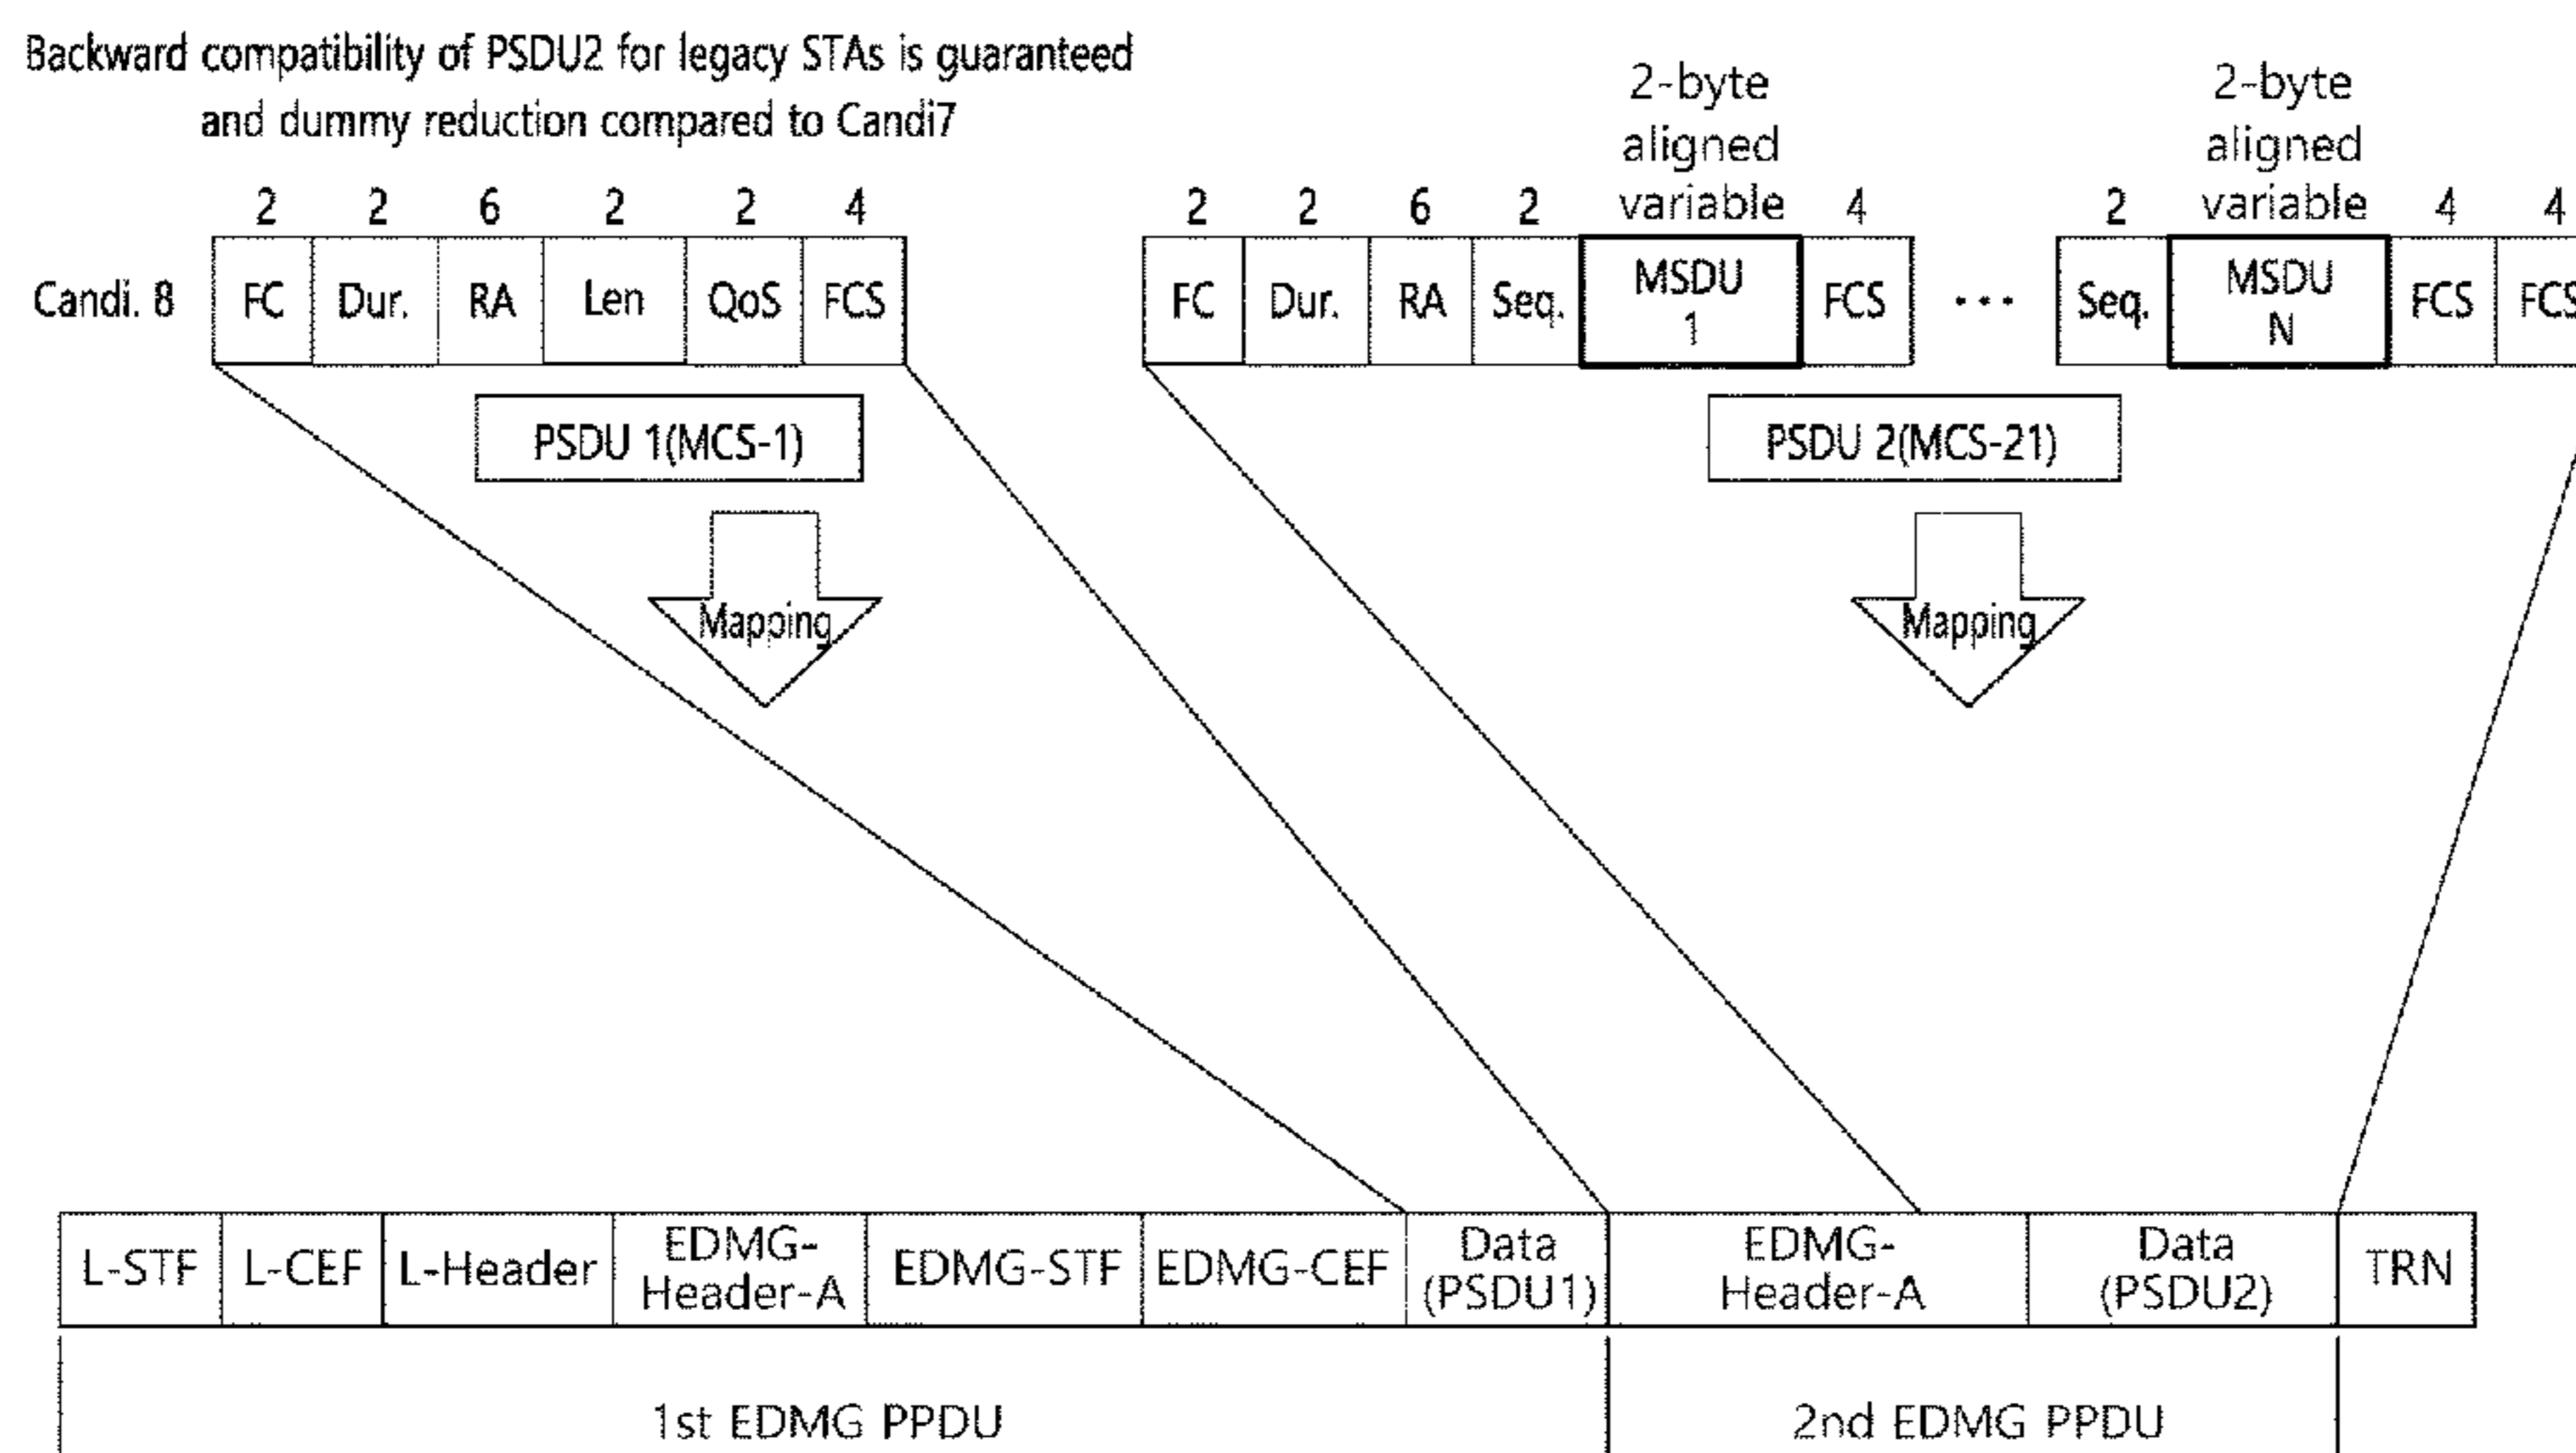 Backward compatibility of PSDU2 for legacy STAs is guaranteed
and dummy reduction compared to Candi7
2-byte
aligned
variable
2-byte
aligned
variable
2 2 6 2 2 4
2 2 6 2 4
2 4 4
Candi. 8
FC Dur. RA Len QoS FCS
FC Dur. RA Seq. MSDU 1 FCS ... Seq. MSDU N FCS FCS
PSDU 1(MCS-1)
PSDU 2(MCS-21)
Mapping
Mapping
L-STF L-CEF L-Header
EDMG-
Header-A
EDMG-STF EDMG-CEF
Data
(PSDU1)
EDMG-
Header-A
Data
(PSDU2)
TRN
1st EDMG PPDU
2nd EDMG PPDU